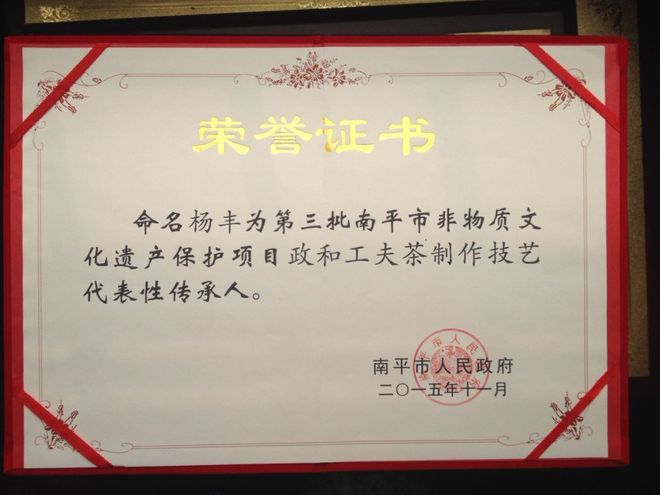 荣誉证书
命名杨丰为第三批南平市非物质文
化遗产保护项目政和工夫茶制作技艺
代表性传承人。
南平市人民政府
二〇一五年十一月